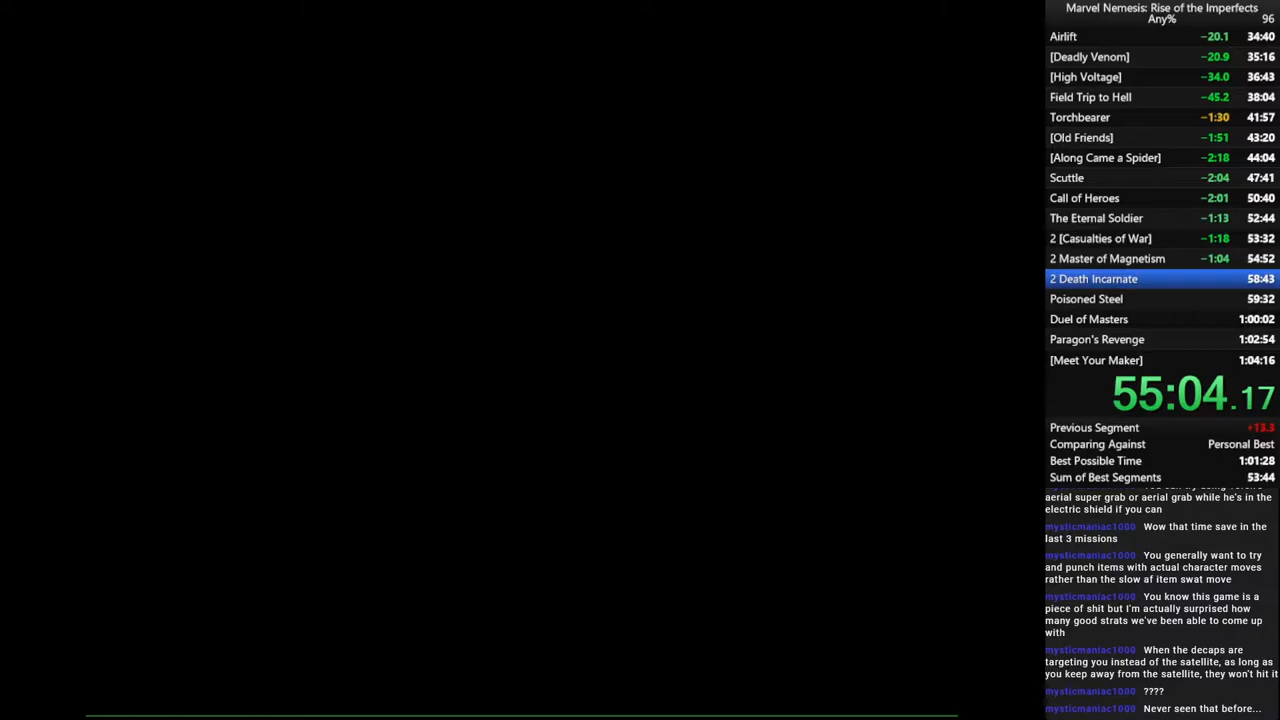 Marvel Nemesis: Rise of the Imperfects
Any%
96
Airlift -20.1 34:40
[Deadly Venom] -20.9 35:16
[High Voltage] -34.0 36:43
Field Trip to Hell -45.2 38:04
Torchbearer -1:30 41:57
[Old Friends] -1:51 43:20
[Along Came a Spider] -2:18 44:04
Scuttle -2:04 47:41
Call of Heroes -2:01 50:40
The Eternal Soldier -1:13 52:44
2 [Casualties of War] -1:18 53:32
2 Master of Magnetism -1:04 54:52
2 Death Incarnate 58:43
Poisoned Steel 59:32
Duel of Masters 1:00:02
Paragon's Revenge 1:02:54
[Meet Your Maker] 1:04:16
55:04.17
Previous Segment +13.3
Comparing Against Personal Best
Best Possible Time 1:01:28
Sum of Best Segments 53:44
aerial super grab or aerial grab while he's in the
electric shield if you can
mysticmaniac1000 Wow that time save in the
last 3 missions
mysticmaniac1000 You generally want to try
and punch items with actual character moves
rather than the slow af item swat move
mysticmaniac1000 You know this game is a
piece of shit but I'm actually surprised how
many good strats we've been able to come up
with
mysticmaniac1000 When the decaps are
targeting you instead of the satellite, as long as
you keep away from the satellite, they won't hit it
mysticmaniac1000 ????
mysticmaniac1000 Never seen that before...